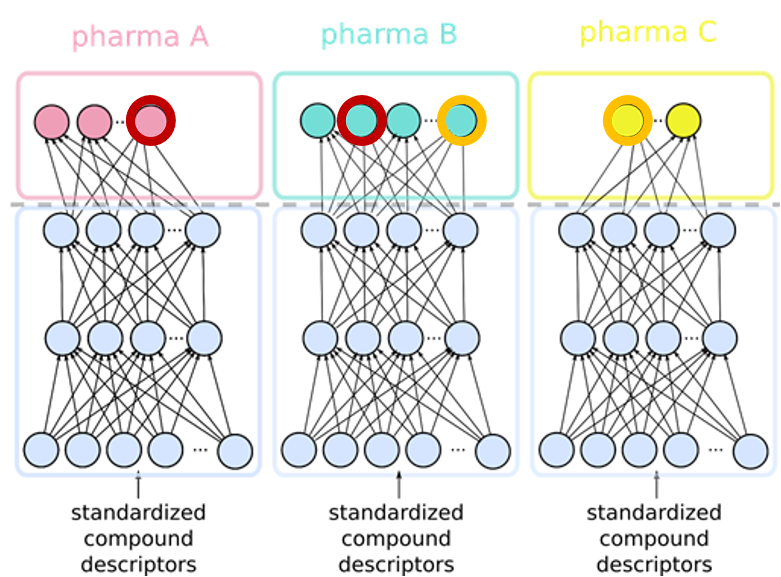 pharma A
pharma B
pharma C
standardized
compound
descriptors
standardized
compound
descriptors
standardized
compound
descriptors